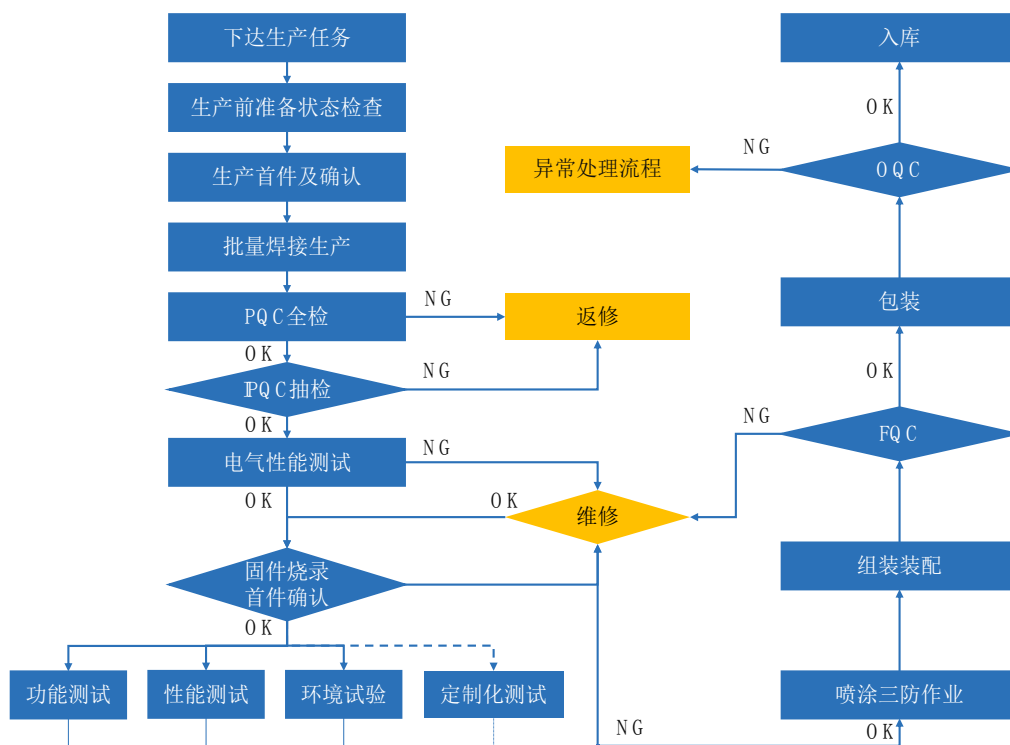 下达生产任务
生产前准备状态检查
生产首件及确认
批量焊接生产
PQC全检
NG
返修
OK
IPQC抽检
NG
OK
电气性能测试
NG
OK
OK
维修
固件烧录
首件确认
OK
功能测试
性能测试
环境试验
定制化测试
NG
OK
喷涂三防作业
组装装配
FQC
NG
OK
包装
OQC
NG
异常处理流程
OK
入库